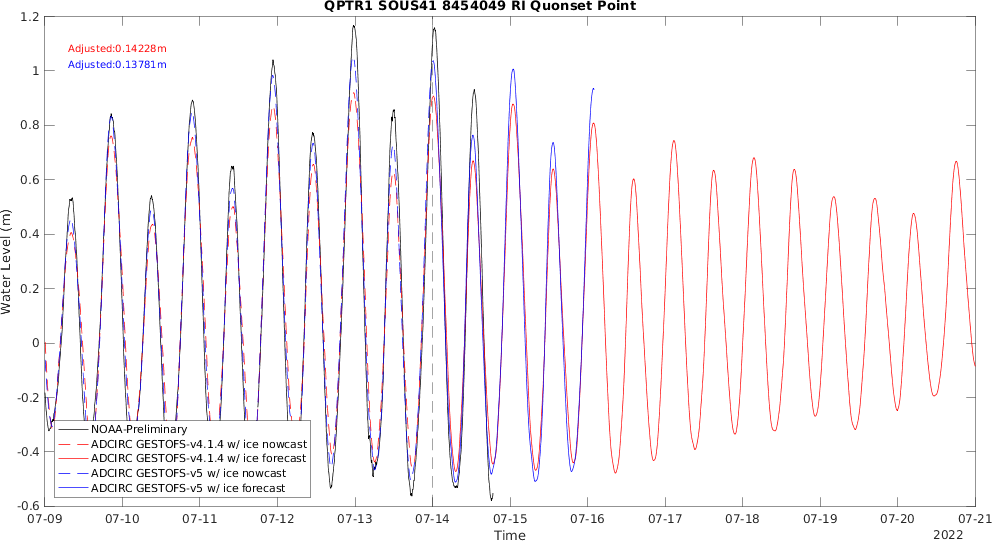 QPTR1 SOUS41 8454049 RI Quonset Point
1.2
1
0.8
0.6
0.4
0.2
0
-0.2
-0.4
-0.6
Water Level (m)
Adjusted:0.14228m
Adjusted:0.13781m
NOAA-Preliminary
ADCIRC GESTOFS-v4.1.4 w/ ice nowcast
ADCIRC GESTOFS-v4.1.4 w/ ice forecast
ADCIRC GESTOFS-v5 w/ ice nowcast
ADCIRC GESTOFS-v5 w/ ice forecast
07-09 07-10 07-11 07-12 07-13 07-14 07-15 07-16 07-17 07-18 07-19 07-20 07-21
Time
2022